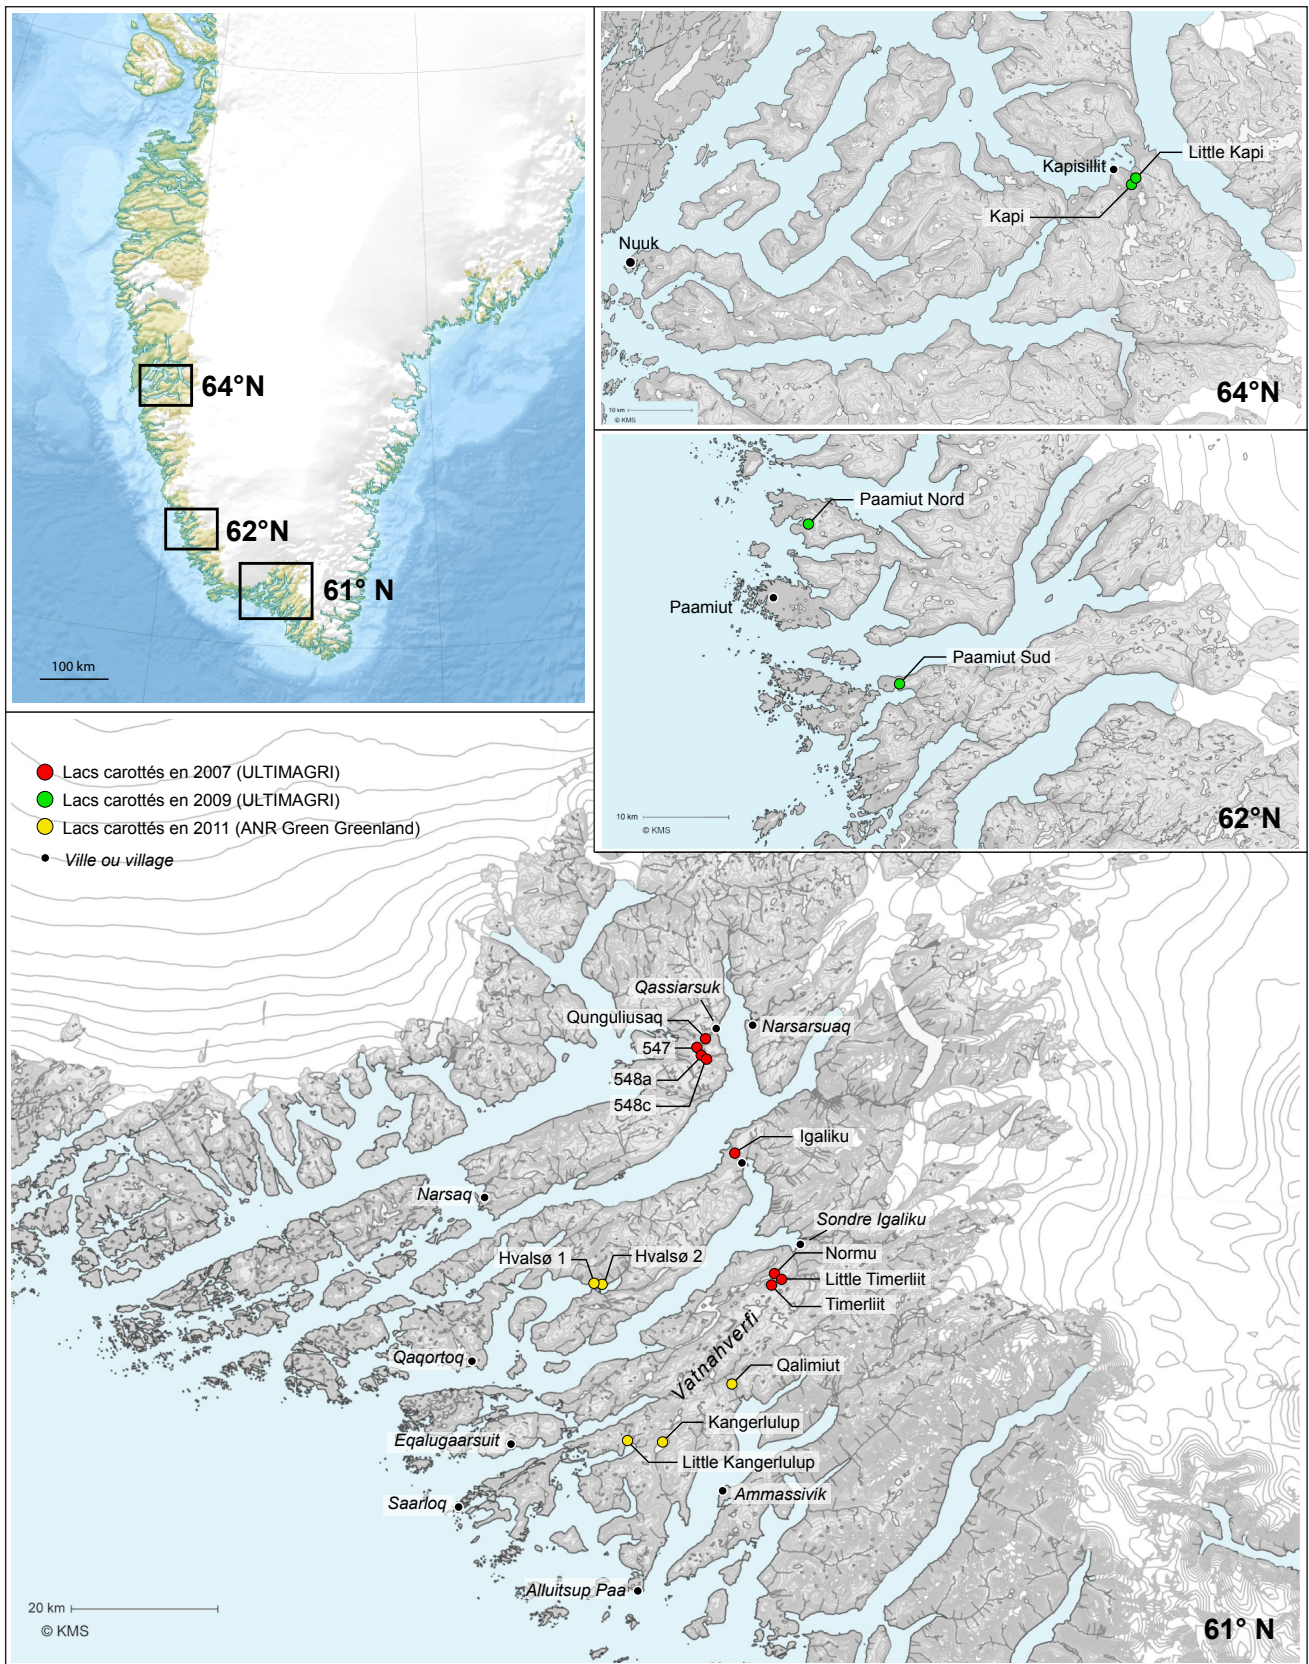 64°N
62°N
61° N
100 km
Little Kapi
Kapisillit
Kapi
Nuuk
64°N
10 km
© KMS
Paamiut Nord
Paamiut
Paamiut Sud
10 km
© KMS
62°N
Lacs carottés en 2007 (ULTIMAGRI)
Lacs carottés en 2009 (ULTIMAGRI)
Lacs carottés en 2011 (ANR Green Greenland)
Ville ou village
Qassiarsuk
Qunguliusaq
Narsarsuaq
547
548a
548c
Igaliku
Narsaq
Sondre Igaliku
Normu
Hvalsø 1
Hvalsø 2
Little Timerliit
Timerliit
Vatnahverfi
Qaqortoq
Qalimiut
Kangerlulup
Eqalugaarsuit
Little Kangerlulup
Saarloq
Ammassivik
Alluitsup Paa
20 km
© KMS
61° N